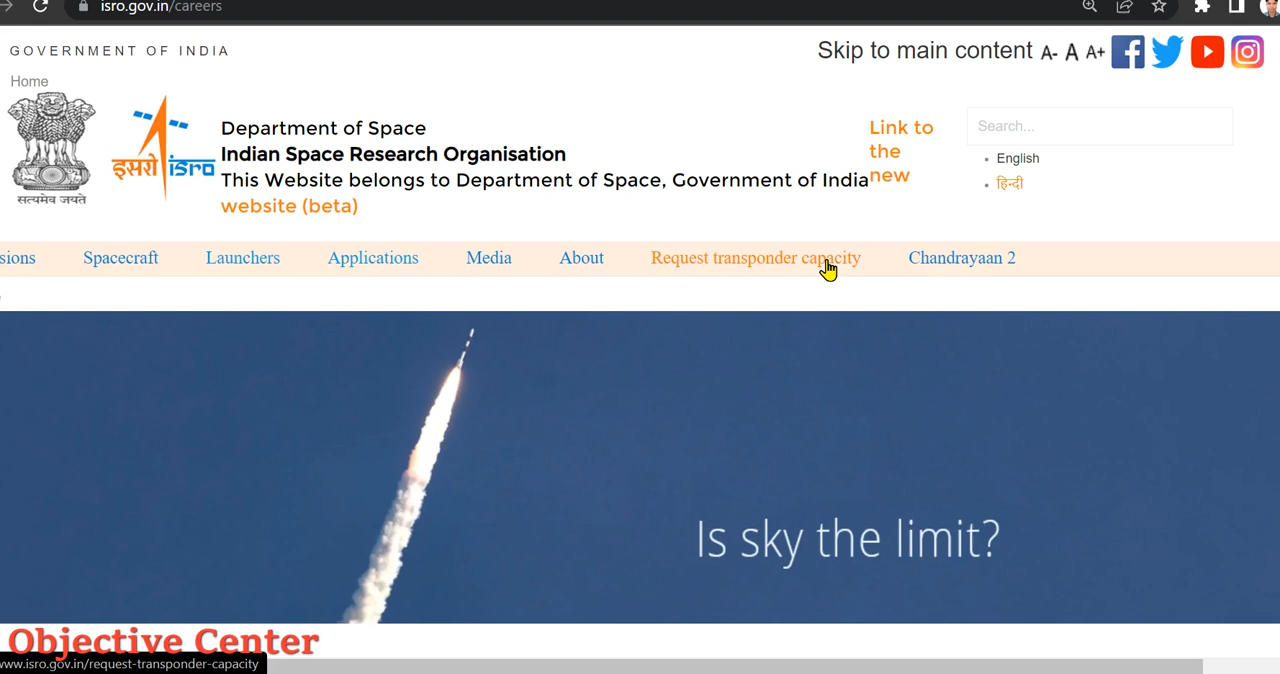 isro.gov.in/careers
GOVERNMENT OF INDIA
Skip to main content A- A A+
Home
सत्यमेव जयते
इसरो isro
Department of Space
Indian Space Research Organisation
This Website belongs to Department of Space, Government of India
website (beta)
Link to
the
new
Search...
English
हिन्दी
sions Spacecraft Launchers Applications Media About Request transponder capacity Chandrayaan 2
Is sky the limit?
Objective Center
www.isro.gov.in/request-transponder-capacity